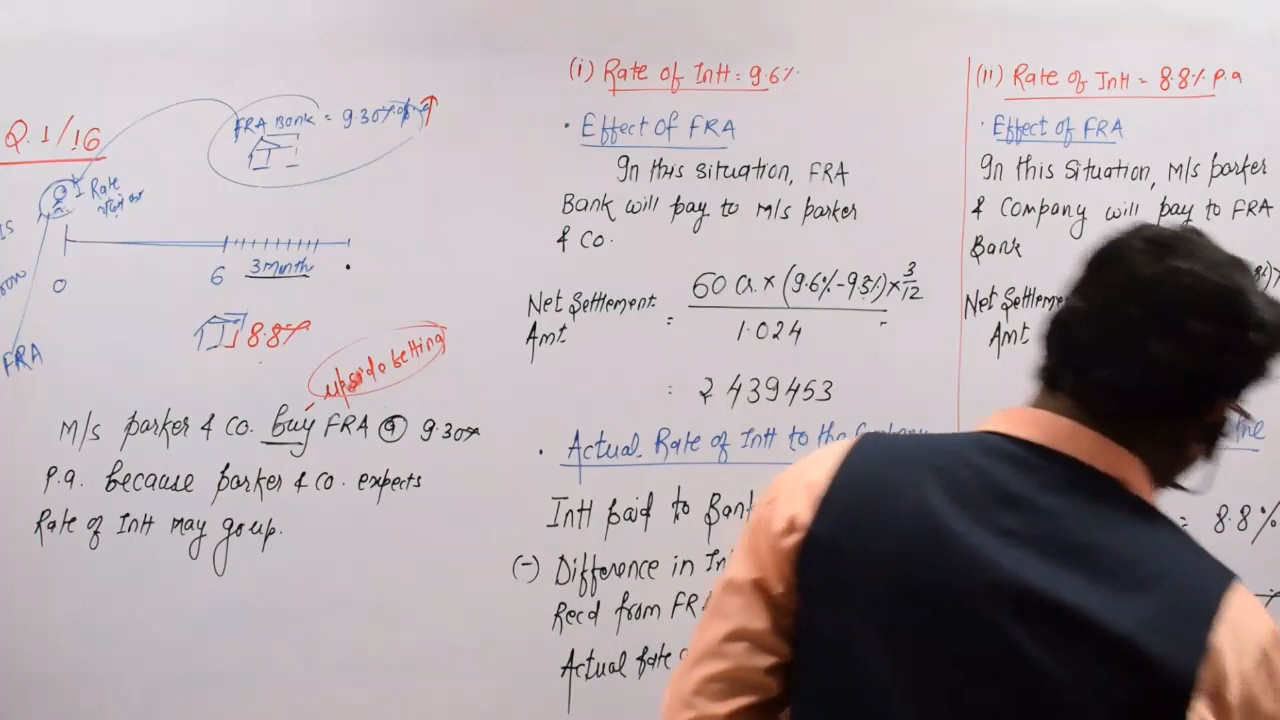 Q. 1/16
FRA Bank = 9.30%
Rate
0
6
3 Month
8.8%
FRA
upside betting
M/s parker & Co. buy FRA @ 9.30%
p.a. because parker & co. expects
Rate of Intt may go up.
(i) Rate of Intt = 9.6%
• Effect of FRA
In this situation, FRA
Bank will pay to M/s parker
& Co.
Net Settlement
Amt
= 60 Cr. × (9.6% - 9.3%) × 3/12
1.024
= ₹ 439453
• Actual Rate of Intt to the Company
Intt paid to Bank
(-) Difference in
Recd from FRA
Actual Rate
(ii) Rate of Intt = 8.8% p.a
• Effect of FRA
In this Situation, M/s parker
& Company will pay to FRA
Bank
Net Settleme
Amt
= 8.8%